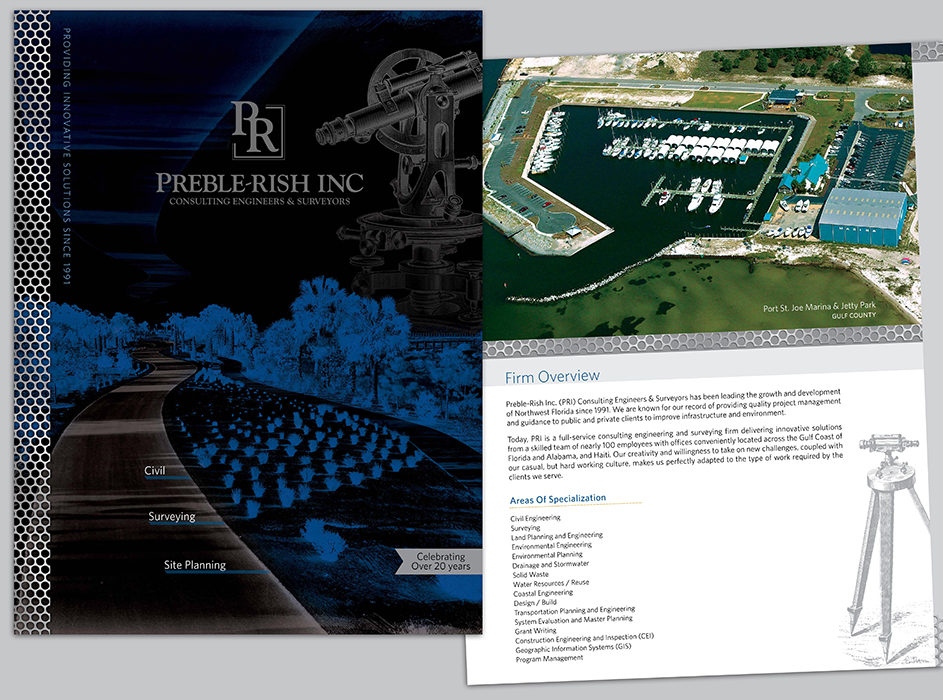 PROVIDING INNOVATIVE SOLUTIONS SINCE 1991
PR
PREBLE-RISH INC
CONSULTING ENGINEERS & SURVEYORS
Civil
Surveying
Site Planning
Celebrating
Over 20 years
Port St. Joe Marina & Jetty Park
GULF COUNTY
Firm Overview
Preble-Rish Inc. (PRI) Consulting Engineers & Surveyors has been leading the growth and development
of Northwest Florida since 1991. We are known for our record of providing quality project management
and guidance to public and private clients to improve infrastructure and environment.
Today, PRI is a full-service consulting engineering and surveying firm delivering innovative solutions
from a skilled team of nearly 100 employees with offices conveniently located across the Gulf Coast of
Florida and Alabama, and Haiti. Our creativity and willingness to take on new challenges, coupled with
our casual, but hard working culture, makes us perfectly adapted to the type of work required by the
clients we serve.
Areas Of Specialization
Civil Engineering
Surveying
Land Planning and Engineering
Environmental Engineering
Environmental Planning
Drainage and Stormwater
Solid Waste
Water Resources / Reuse
Coastal Engineering
Design / Build
Transportation Planning and Engineering
System Evaluation and Master Planning
Grant Writing
Construction Engineering and Inspection (CEI)
Geographic Information Systems (GIS)
Program Management